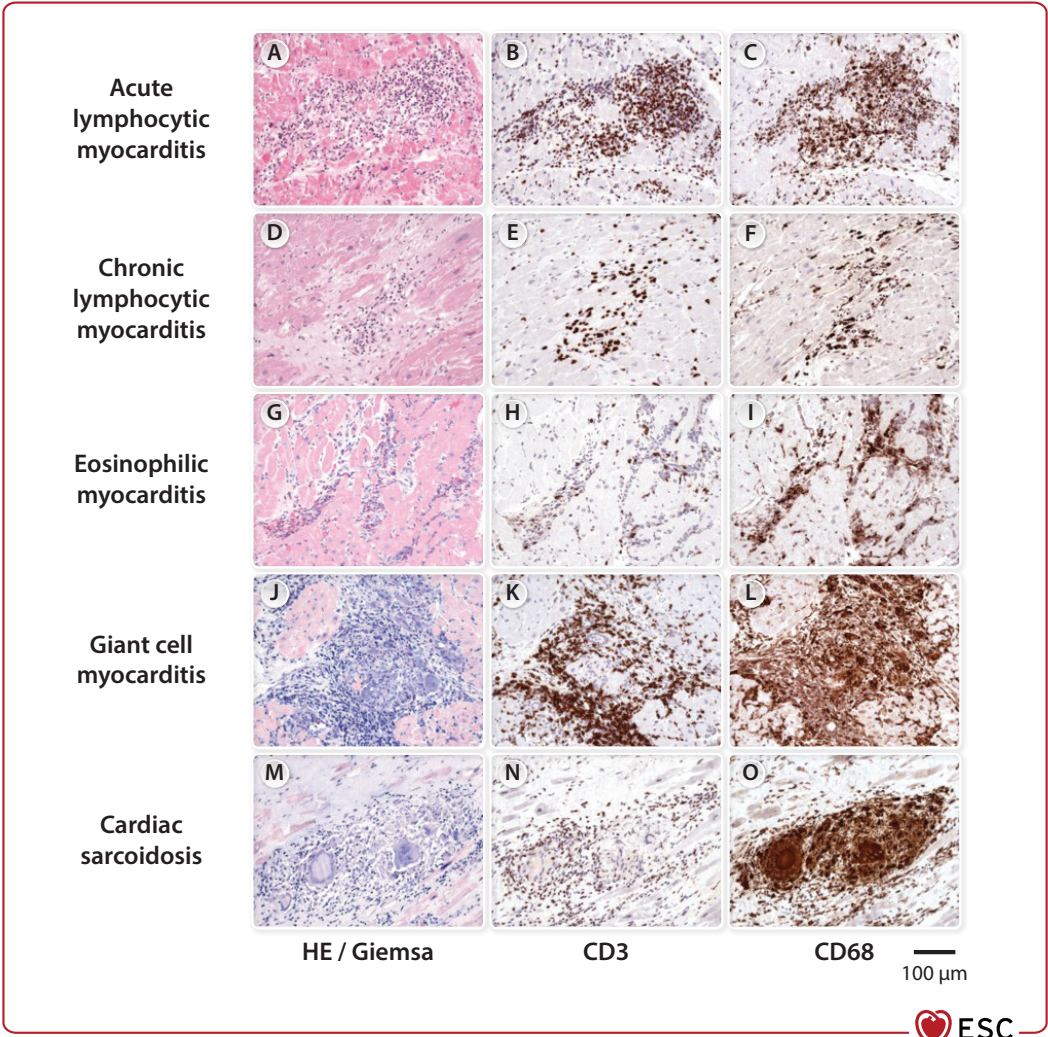 Acute
lymphocytic
myocarditis
A
B
C
Chronic
lymphocytic
myocarditis
D
E
F
Eosinophilic
myocarditis
G
H
I
Giant cell
myocarditis
J
K
L
Cardiac
sarcoidosis
M
N
O
HE / Giemsa
CD3
CD68
100 µm
ESC